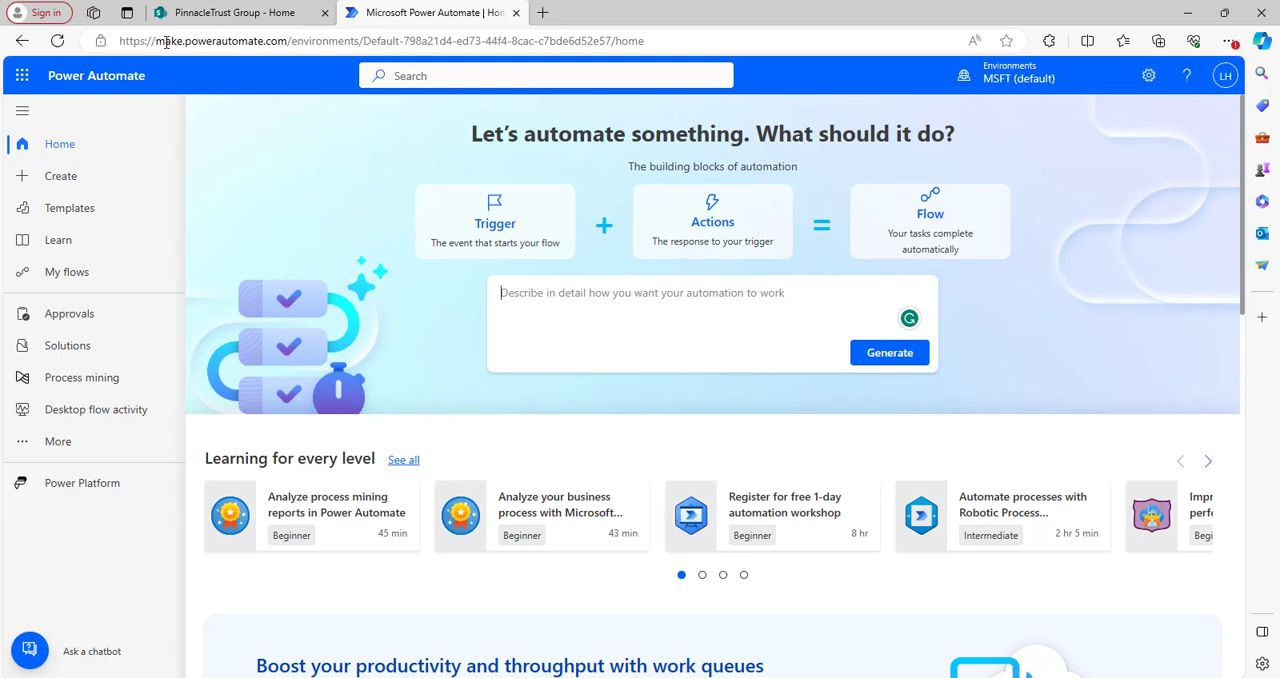 Sign in
PinnacleTrust Group - Home
Microsoft Power Automate | Hon
https://make.powerautomate.com/environments/Default-798a21d4-ed73-44f4-8cac-c7bde6d52e57/home
Power Automate
Search
Environments
MSFT (default)
LH
Home
Create
Templates
Learn
My flows
Approvals
Solutions
Process mining
Desktop flow activity
More
Power Platform
Ask a chatbot
Let's automate something. What should it do?
The building blocks of automation
Trigger
The event that starts your flow
+
Actions
The response to your trigger
=
Flow
Your tasks complete
automatically
Describe in detail how you want your automation to work
Generate
Learning for every level
See all
Analyze process mining
reports in Power Automate
Beginner
45 min
Analyze your business
process with Microsoft...
Beginner
43 min
Register for free 1-day
automation workshop
Beginner
8 hr
Automate processes with
Robotic Process...
Intermediate
2 hr 5 min
Impr
perfo
Begi
Boost your productivity and throughput with work queues